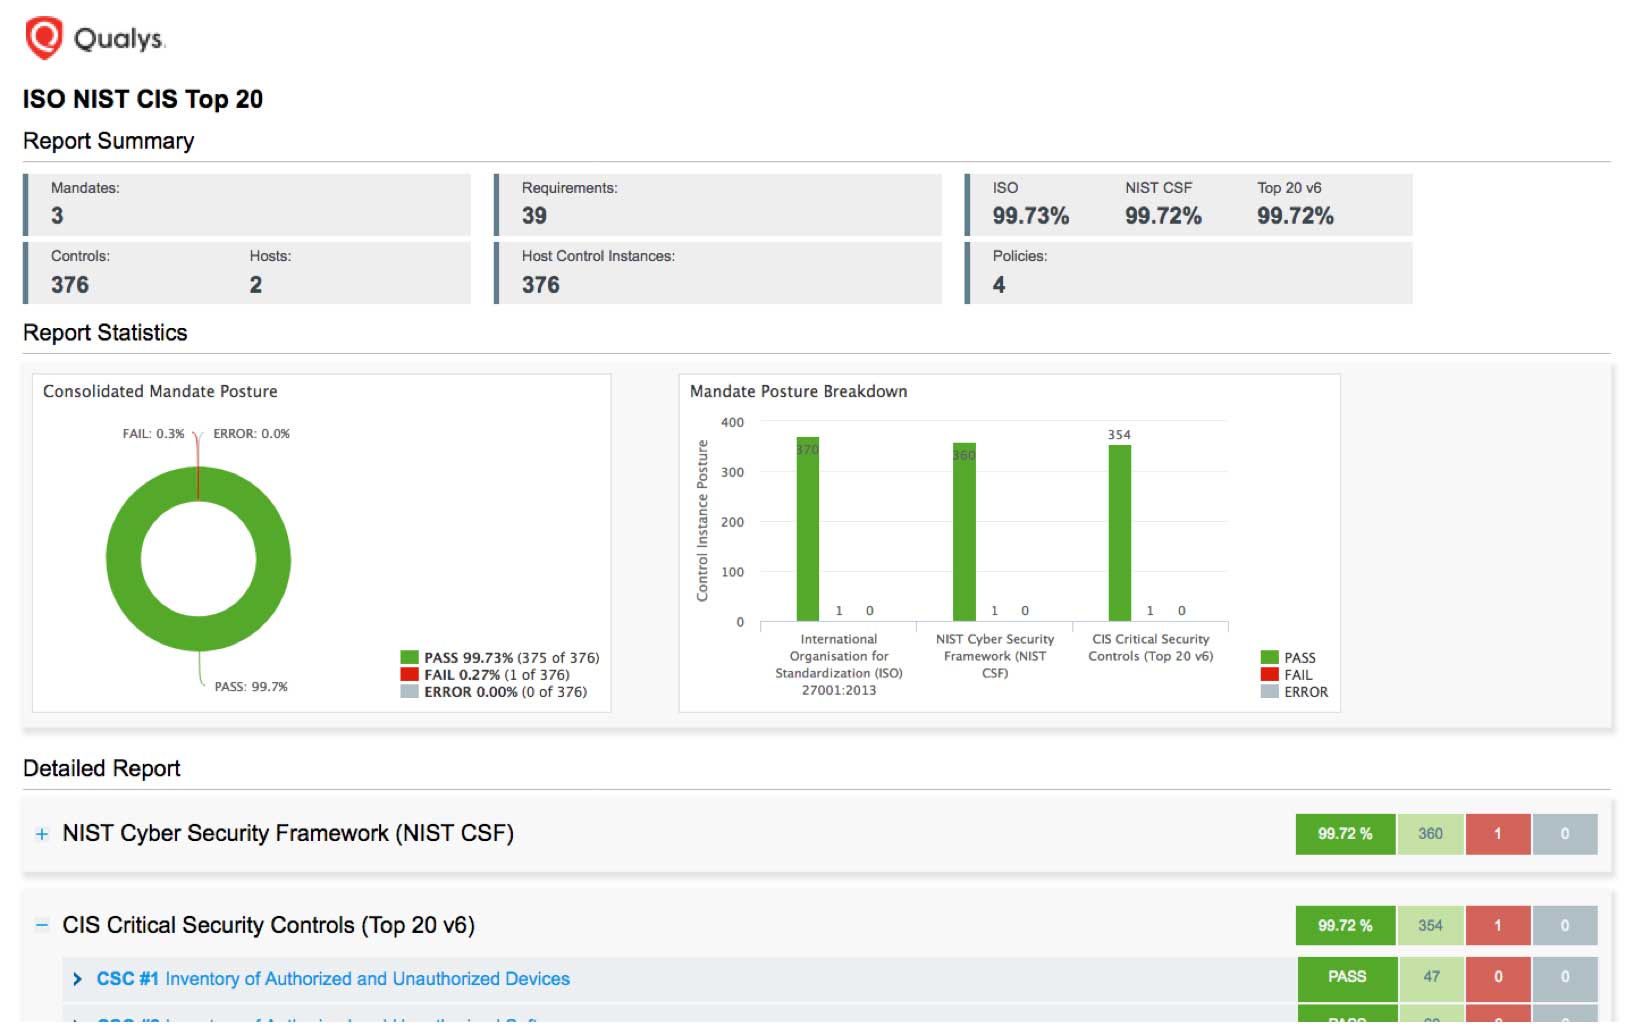 Qualys.
ISO NIST CIS Top 20
Report Summary
Mandates:
3
Requirements:
39
ISO NIST CSF Top 20 v6
99.73% 99.72% 99.72%
Controls: Hosts:
376 2
Host Control Instances:
376
Policies:
4
Report Statistics
Consolidated Mandate Posture
FAIL: 0.3% ERROR: 0.0%
PASS: 99.7%
PASS 99.73% (375 of 376)
FAIL 0.27% (1 of 376)
ERROR 0.00% (0 of 376)
Mandate Posture Breakdown
Control Instance Posture
400
300
200
100
0
370 1 0
360 1 0
354 1 0
International
Organisation for
Standardization (ISO)
27001:2013
NIST Cyber Security
Framework (NIST
CSF)
CIS Critical Security
Controls (Top 20 v6)
PASS
FAIL
ERROR
Detailed Report
+ NIST Cyber Security Framework (NIST CSF) 99.72 % 360 1 0
− CIS Critical Security Controls (Top 20 v6) 99.72 % 354 1 0
CSC #1 Inventory of Authorized and Unauthorized Devices PASS 47 0 0